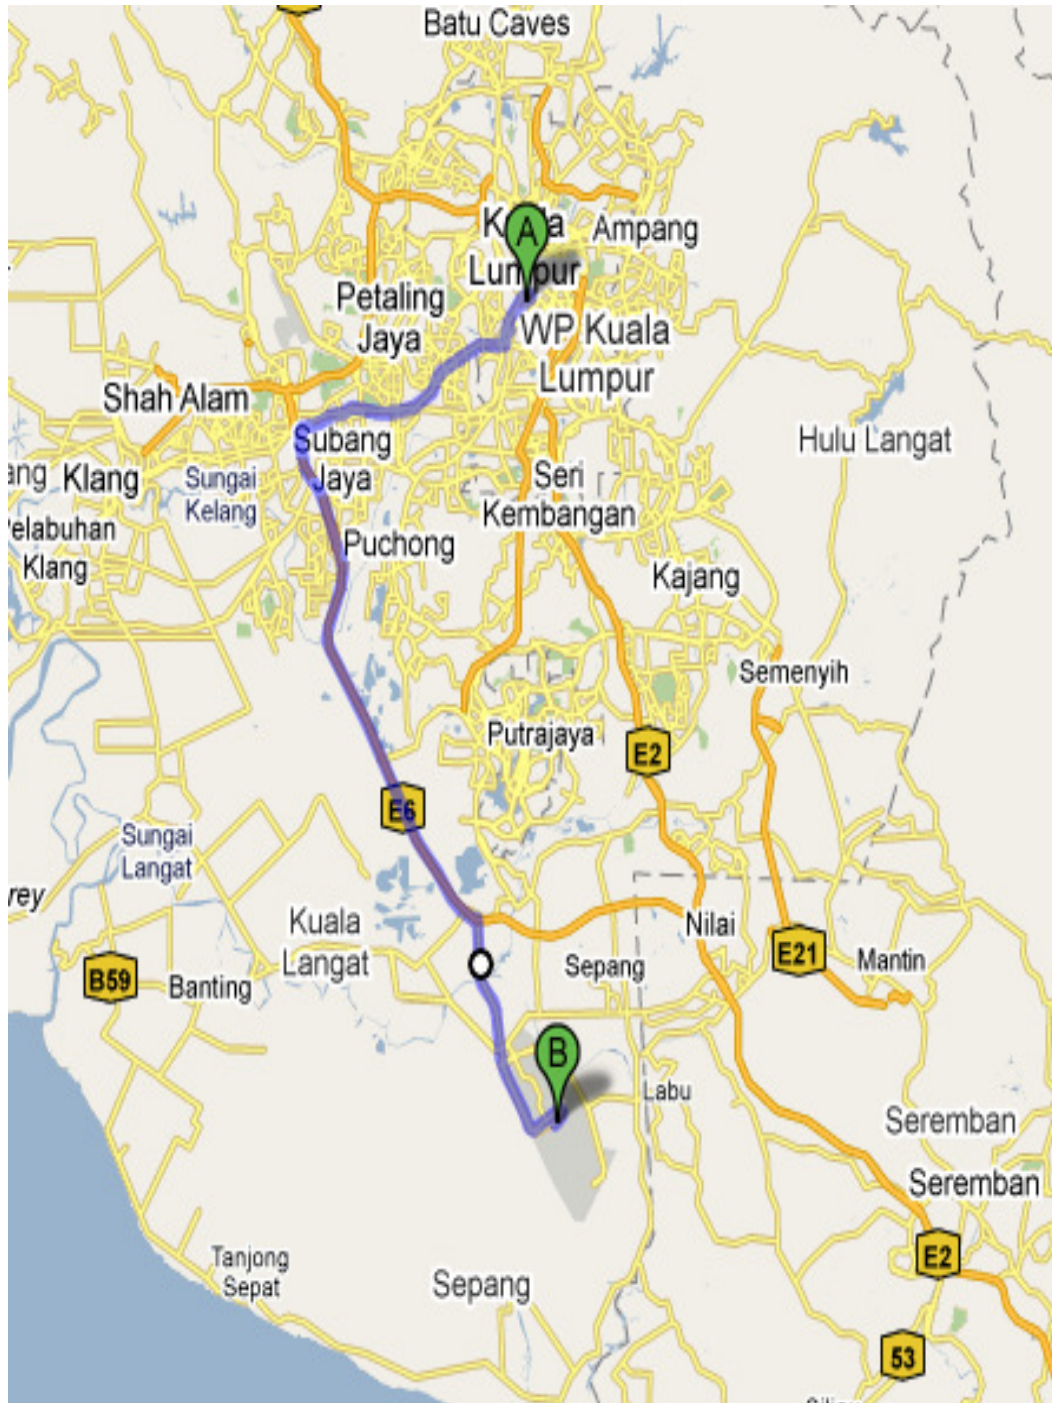 Batu Caves
A
Ampang
Lumpur
Petaling
Jaya
WP Kuala
Lumpur
Shah Alam
Subang
Jaya
Hulu Langat
Klang
Sungai
Kelang
Seri
Kembangan
Klang
Puchong
Kajang
Semenyih
Putrajaya
E2
E6
Sungai
Langat
Kuala
Langat
Nilai
E21
Mantin
B59
Banting
Sepang
B
Labu
Seremban
Seremban
Tanjong
Sepat
Sepang
E2
53